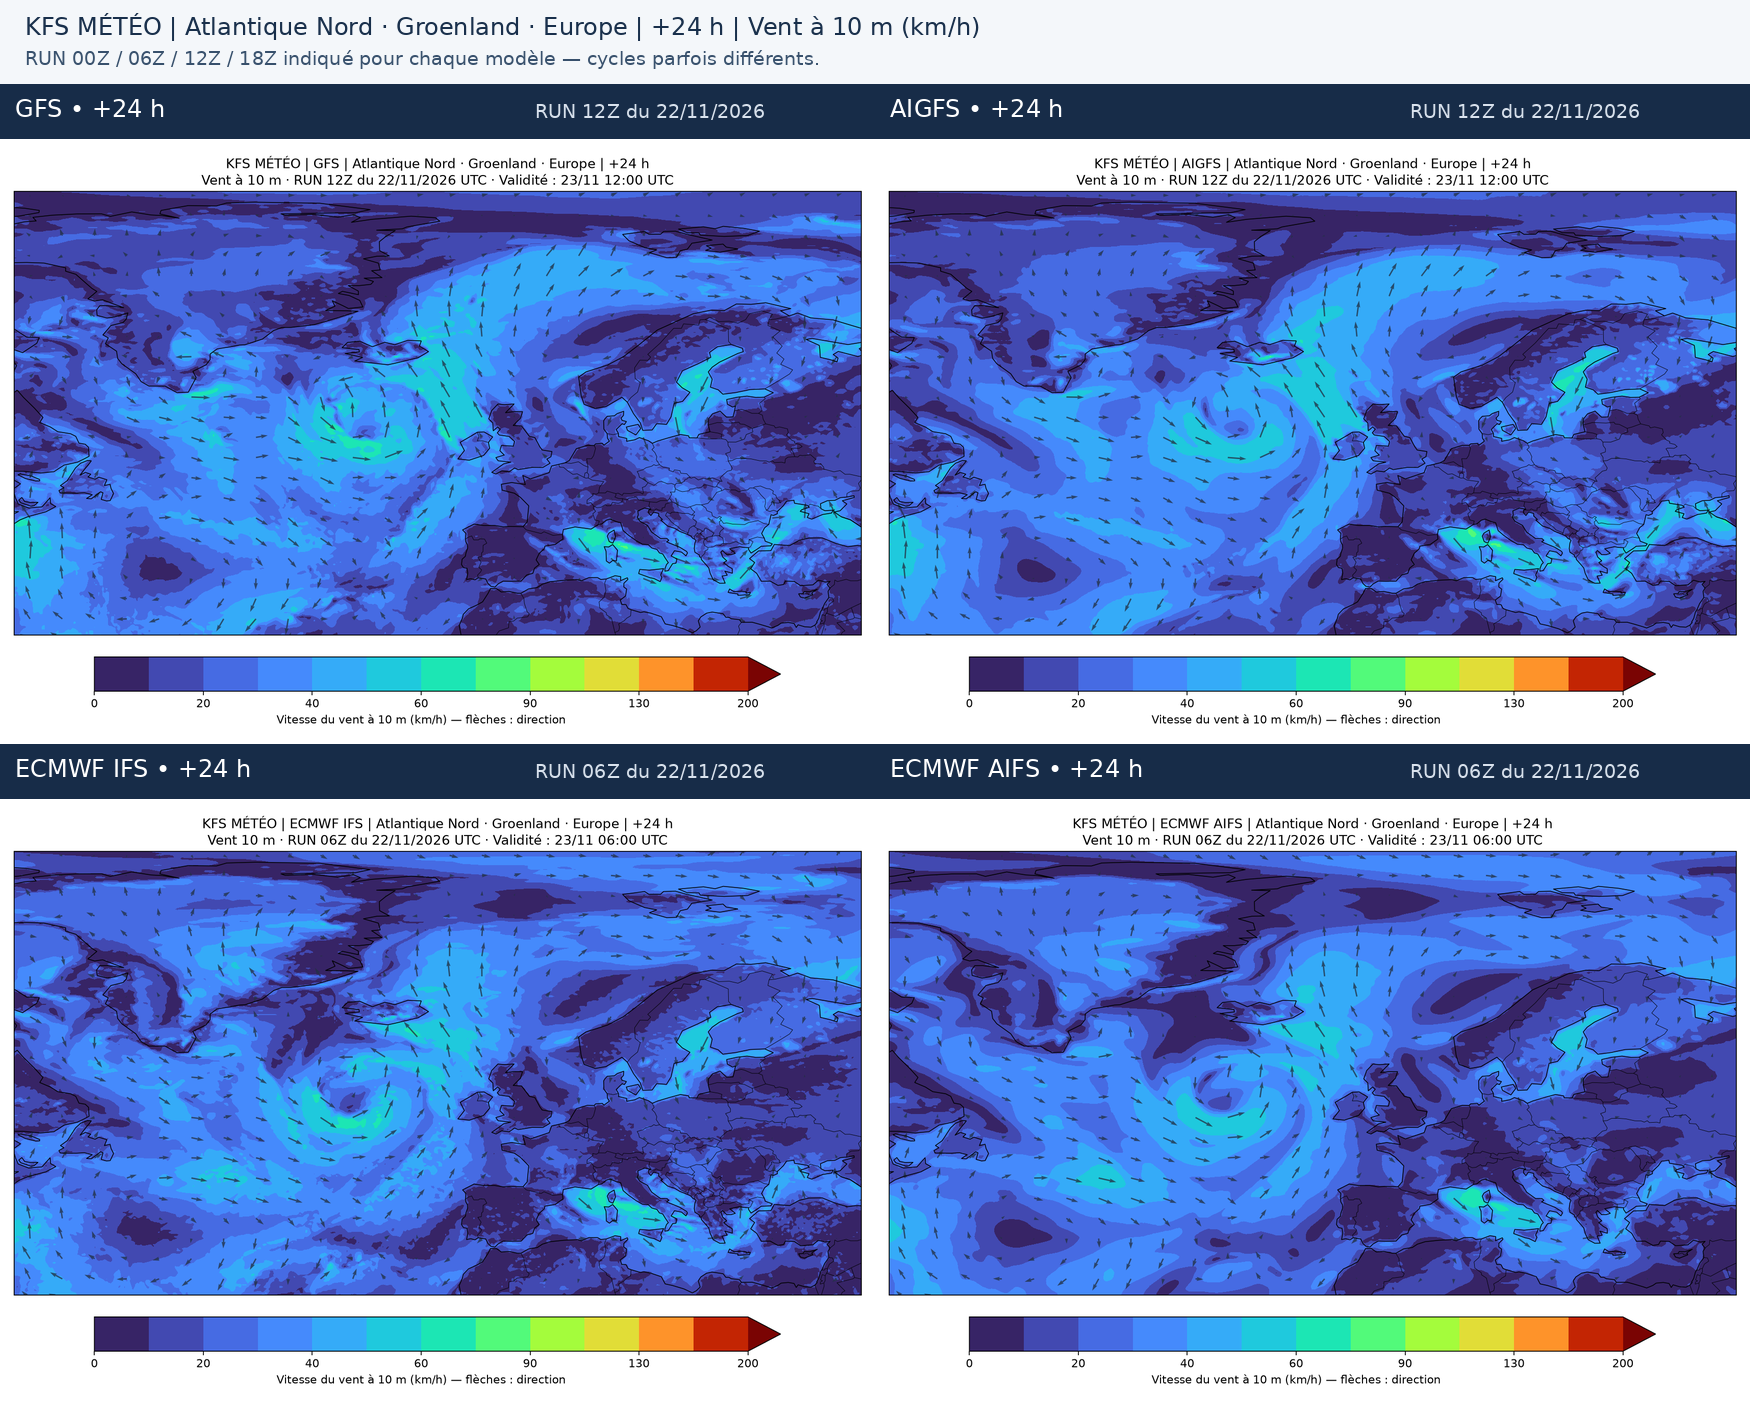 KFS MÉTÉO | Atlantique Nord · Groenland · Europe | +24 h | Vent à 10 m (km/h)
RUN 00Z / 06Z / 12Z / 18Z indiqué pour chaque modèle — cycles parfois différents.
GFS • +24 h
RUN 12Z du 22/11/2026
KFS MÉTÉO | GFS | Atlantique Nord · Groenland · Europe | +24 h
Vent à 10 m · RUN 12Z du 22/11/2026 UTC · Validité : 23/11 12:00 UTC
0 20 40 60 90 130 200
Vitesse du vent à 10 m (km/h) — flèches : direction
AIGFS • +24 h
RUN 12Z du 22/11/2026
KFS MÉTÉO | AIGFS | Atlantique Nord · Groenland · Europe | +24 h
Vent à 10 m · RUN 12Z du 22/11/2026 UTC · Validité : 23/11 12:00 UTC
0 20 40 60 90 130 200
Vitesse du vent à 10 m (km/h) — flèches : direction
ECMWF IFS • +24 h
RUN 06Z du 22/11/2026
KFS MÉTÉO | ECMWF IFS | Atlantique Nord · Groenland · Europe | +24 h
Vent 10 m · RUN 06Z du 22/11/2026 UTC · Validité : 23/11 06:00 UTC
0 20 40 60 90 130 200
Vitesse du vent à 10 m (km/h) — flèches : direction
ECMWF AIFS • +24 h
RUN 06Z du 22/11/2026
KFS MÉTÉO | ECMWF AIFS | Atlantique Nord · Groenland · Europe | +24 h
Vent 10 m · RUN 06Z du 22/11/2026 UTC · Validité : 23/11 06:00 UTC
0 20 40 60 90 130 200
Vitesse du vent à 10 m (km/h) — flèches : direction